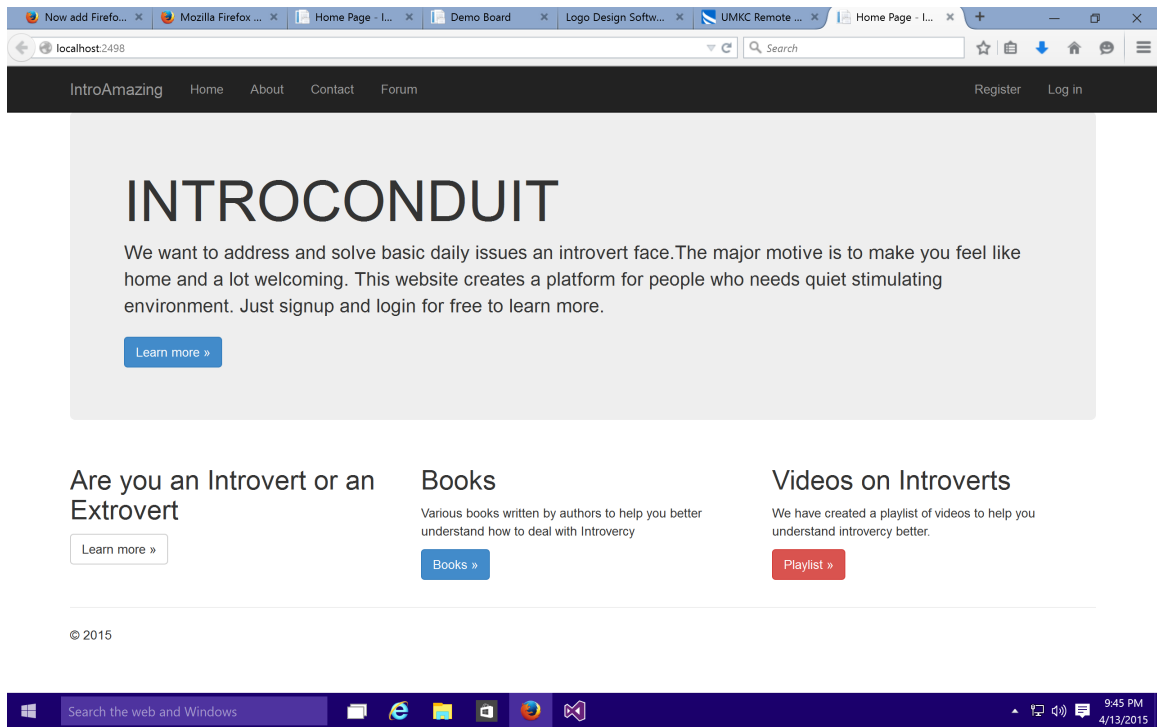 Now add Firefo...
Mozilla Firefox ...
Home Page - I...
Demo Board
Logo Design Softw...
UMKC Remote ...
Home Page - I...
localhost:2498
Search
IntroAmazing Home About Contact Forum Register Log in
INTROCONDUIT
We want to address and solve basic daily issues an introvert face.The major motive is to make you feel like
home and a lot welcoming. This website creates a platform for people who needs quiet stimulating
environment. Just signup and login for free to learn more.
Learn more »
Are you an Introvert or an
Extrovert
Learn more »
Books
Various books written by authors to help you better
understand how to deal with Introvercy
Books »
Videos on Introverts
We have created a playlist of videos to help you
understand introvercy better.
Playlist »
© 2015
Search the web and Windows
9:45 PM
4/13/2015